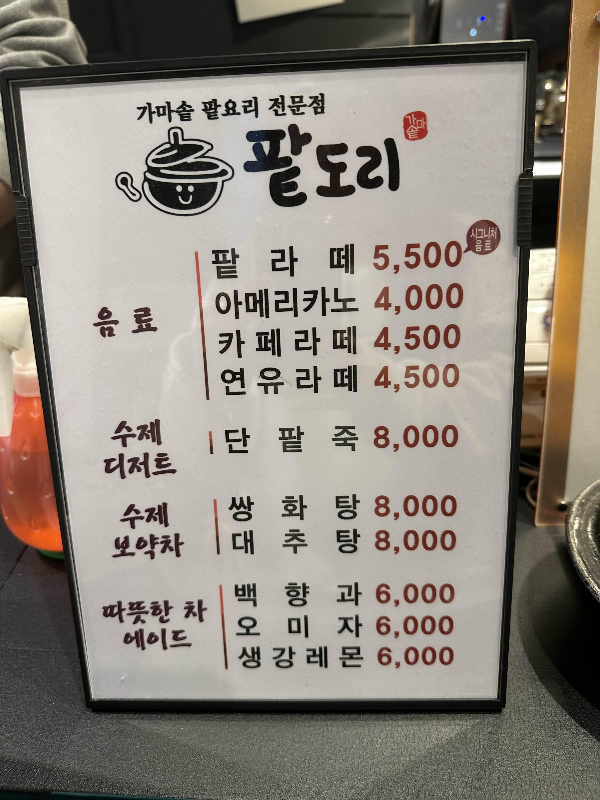 가마솥 팥요리 전문점
팥도리
가마솥
시그니처
음료
음료
팥라떼 5,500
아메리카노 4,000
카페라떼 4,500
연유라떼 4,500
수제
디저트
단팥죽 8,000
수제
보약차
쌍화탕 8,000
대추탕 8,000
따뜻한 차
에이드
백향과 6,000
오미자 6,000
생강레몬 6,000